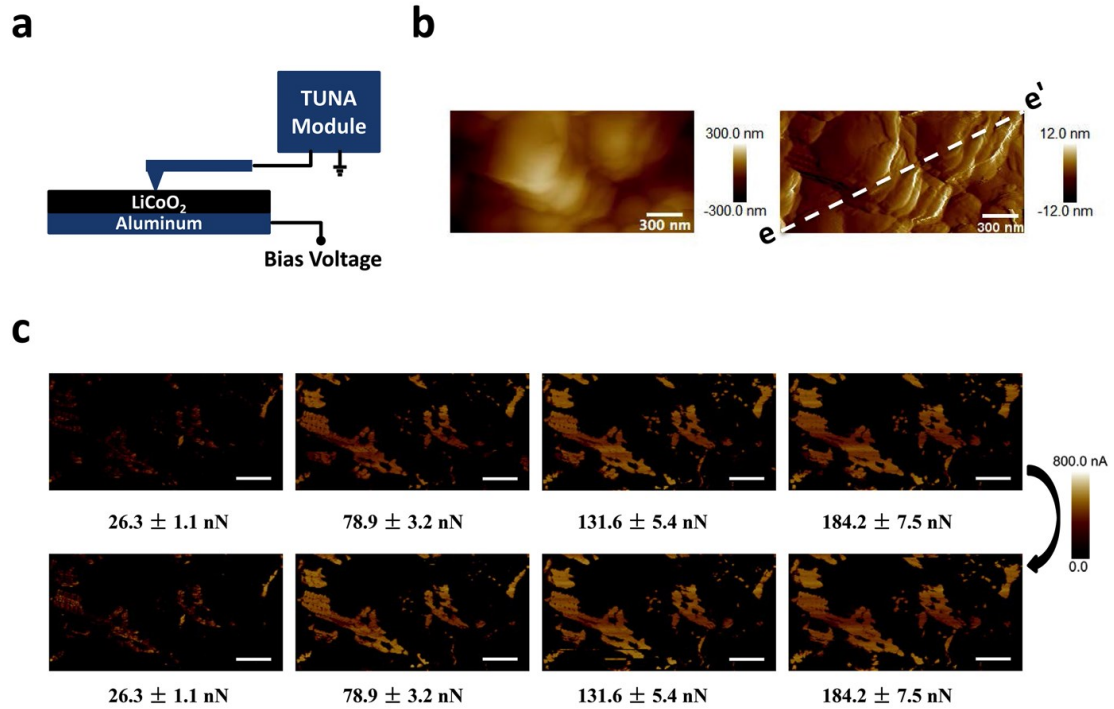 a
TUNA
Module
LiCoO₂
Aluminum
Bias Voltage
b
300.0 nm
-300.0 nm
300 nm
e
e'
12.0 nm
-12.0 nm
300 nm
c
26.3 ± 1.1 nN
78.9 ± 3.2 nN
131.6 ± 5.4 nN
184.2 ± 7.5 nN
800.0 nA
0.0
26.3 ± 1.1 nN
78.9 ± 3.2 nN
131.6 ± 5.4 nN
184.2 ± 7.5 nN